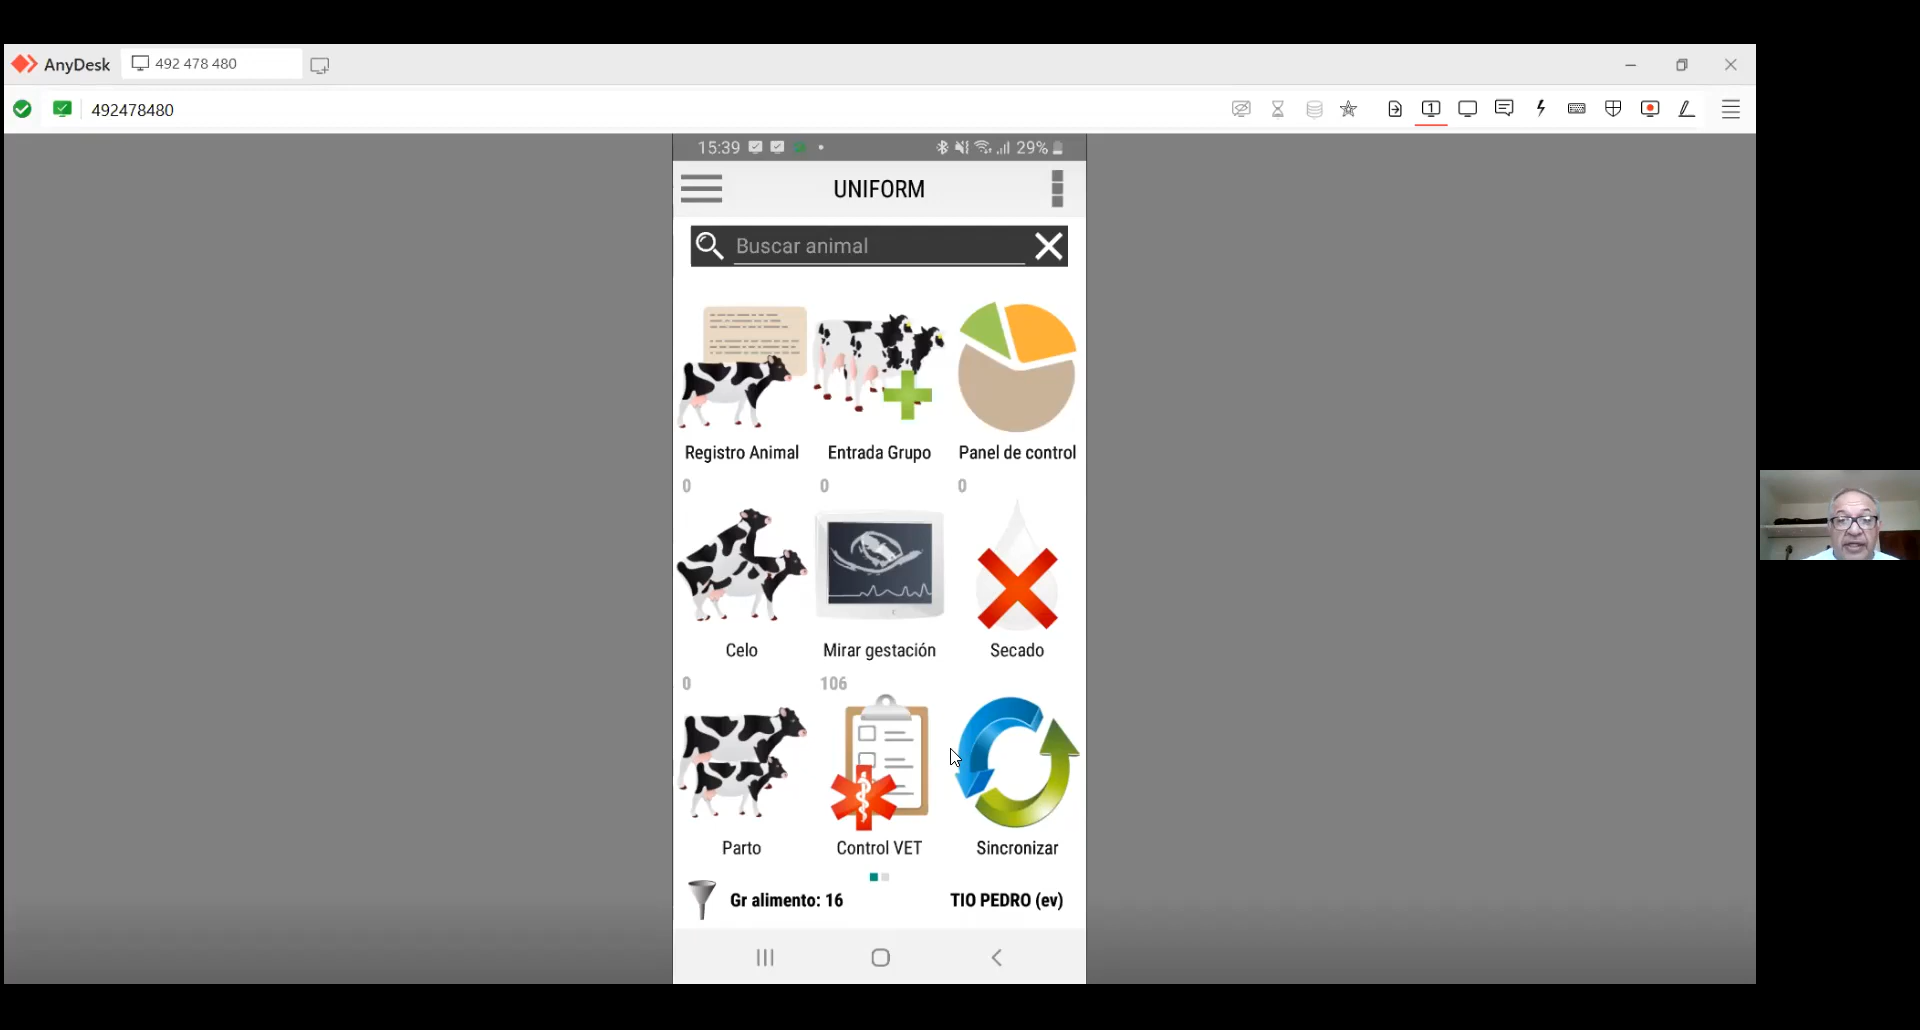 AnyDesk
492 478 480
492478480
1
15:39
29%
UNIFORM
Buscar animal
Registro Animal
Entrada Grupo
Panel de control
0
0
0
Celo
Mirar gestación
Secado
0
106
Parto
Control VET
Sincronizar
Gr alimento: 16
TIO PEDRO (ev)